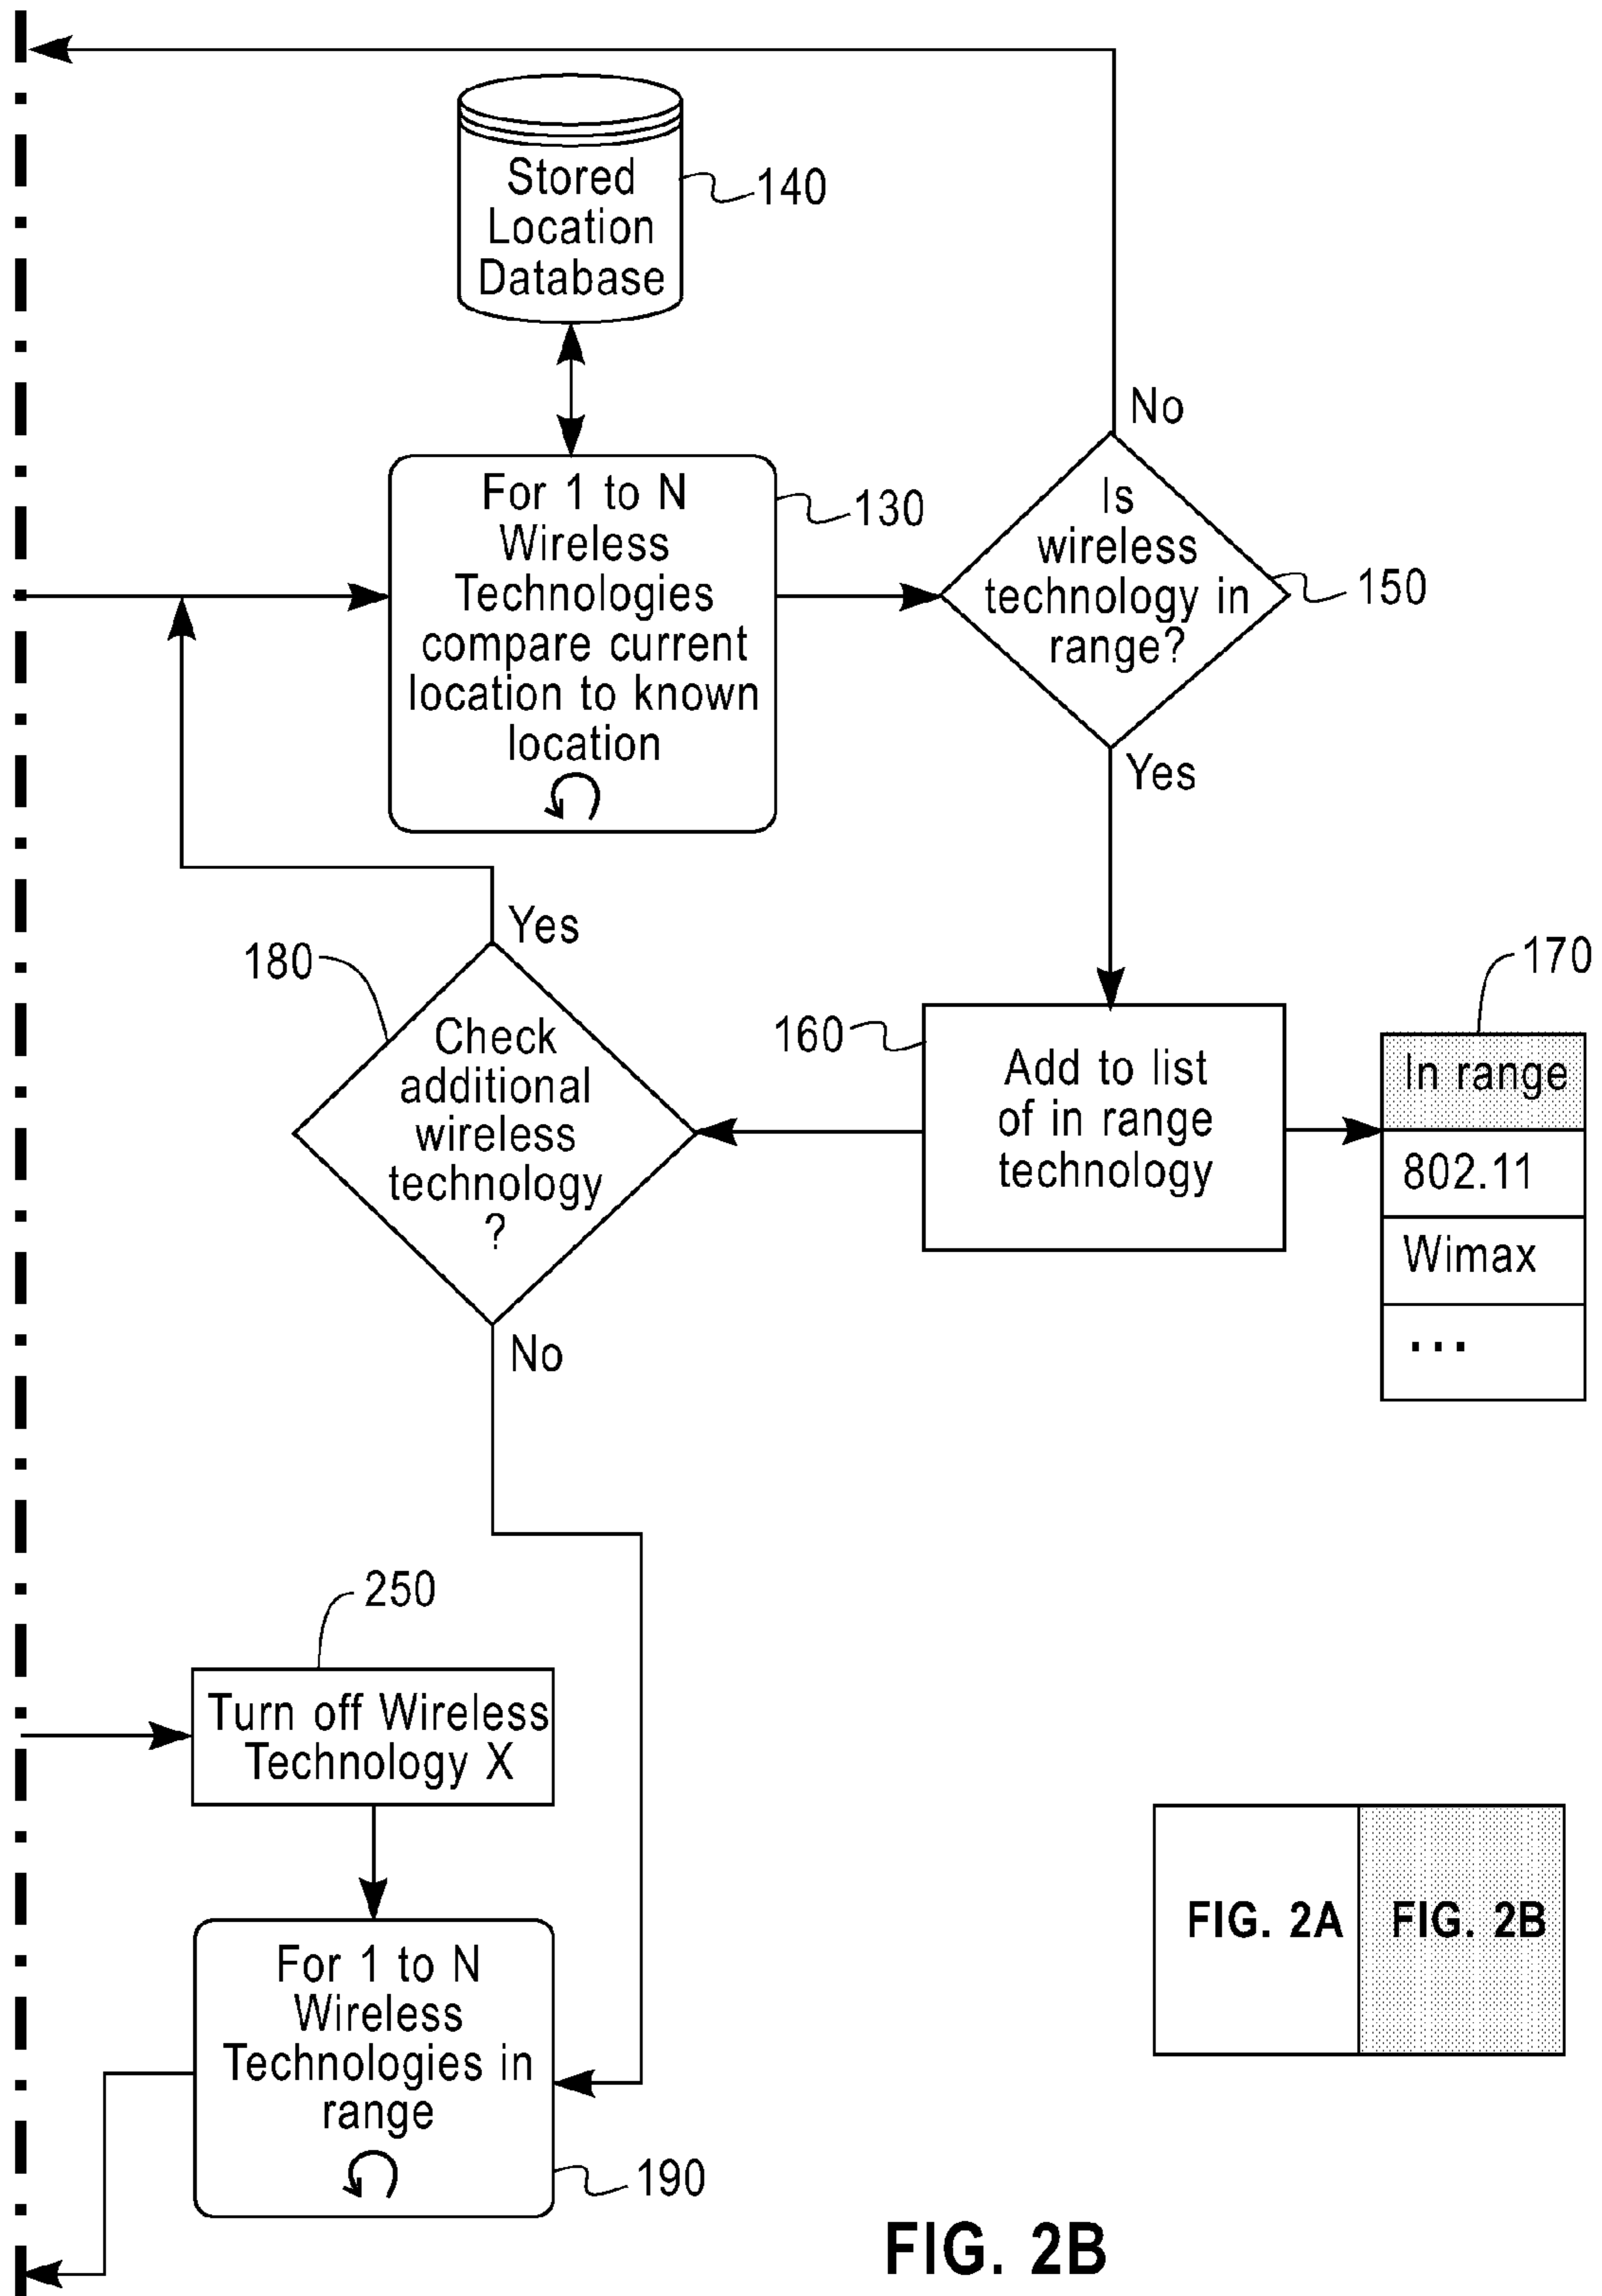 Stored
Location
Database
140
No
For 1 to N
Wireless
Technologies
compare current
location to known
location
130
Is
wireless
technology in
range?
150
Yes
Yes
180
Check
additional
wireless
technology
?
160
Add to list
of in range
technology
170
In range
802.11
Wimax
...
No
250
Turn off Wireless
Technology X
For 1 to N
Wireless
Technologies in
range
190
FIG. 2A
FIG. 2B
FIG. 2B